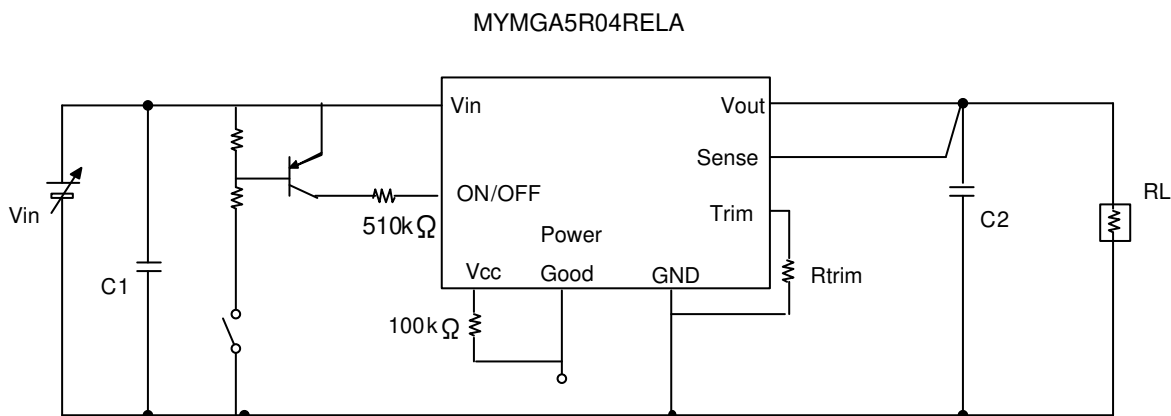 MYMGA5R04RELA
Vin
Vout
Sense
ON/OFF
Trim
Vin
510kΩ
Power
Good
Vcc
GND
C1
C2
RL
Rtrim
100kΩ